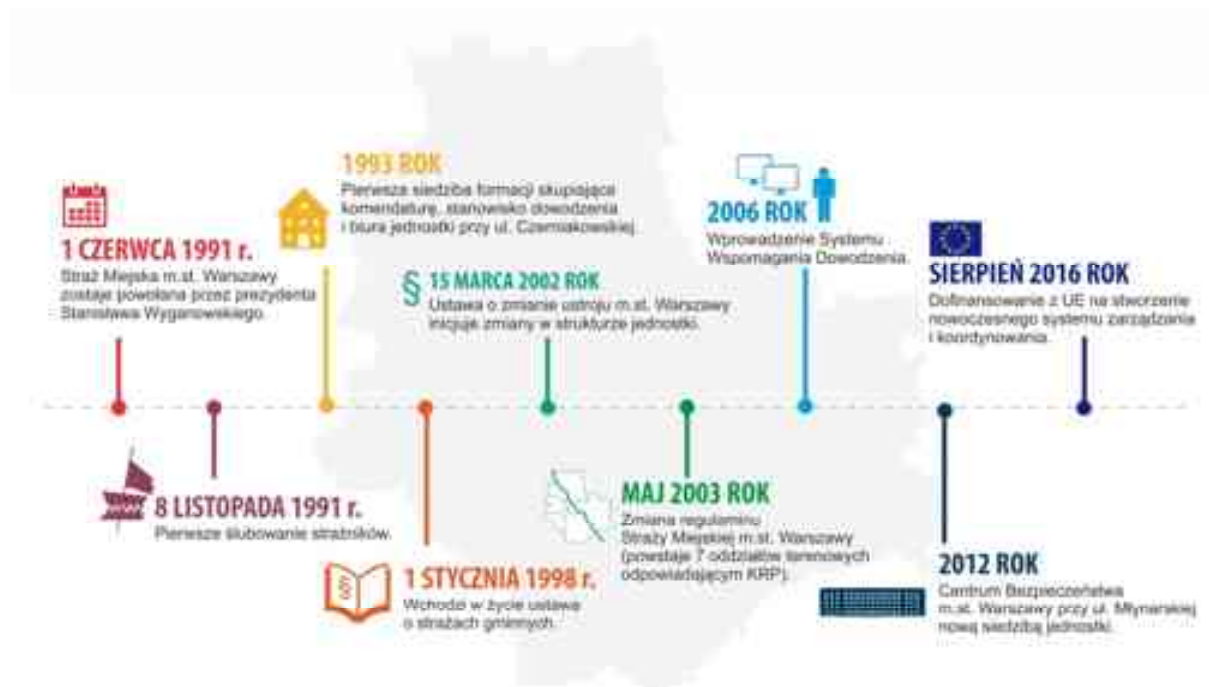 1 CZERWCA 1991 r.
Straż Miejska m.st. Warszawy
zostaje powołana przez prezydenta
Stanisława Wyganowskiego.
8 LISTOPADA 1991 r.
Pierwsze ślubowanie strażników.
1993 ROK
Pierwsza siedziba formacji skupiająca
komendaturę, stanowisko dowodzenia
i biura jednostki przy ul. Czerniakowskiej.
§
1 STYCZNIA 1998 r.
Wchodzi w życie ustawa
o strażach gminnych.
§ 15 MARCA 2002 ROK
Ustawa o zmianie ustroju m.st. Warszawy
inicjuje zmiany w strukturze jednostki.
MAJ 2003 ROK
Zmiana regulaminu
Straży Miejskiej m.st. Warszawy
(powstaje 7 oddziałów terenowych
odpowiadającym KRP).
2006 ROK
Wprowadzenie Systemu
Wspomagania Dowodzenia.
2012 ROK
Centrum Bezpieczeństwa
m.st. Warszawy przy ul. Młynarskiej
nową siedzibą jednostki.
SIERPIEŃ 2016 ROK
Dofinansowanie z UE na stworzenie
nowoczesnego systemu zarządzania
i koordynowania.